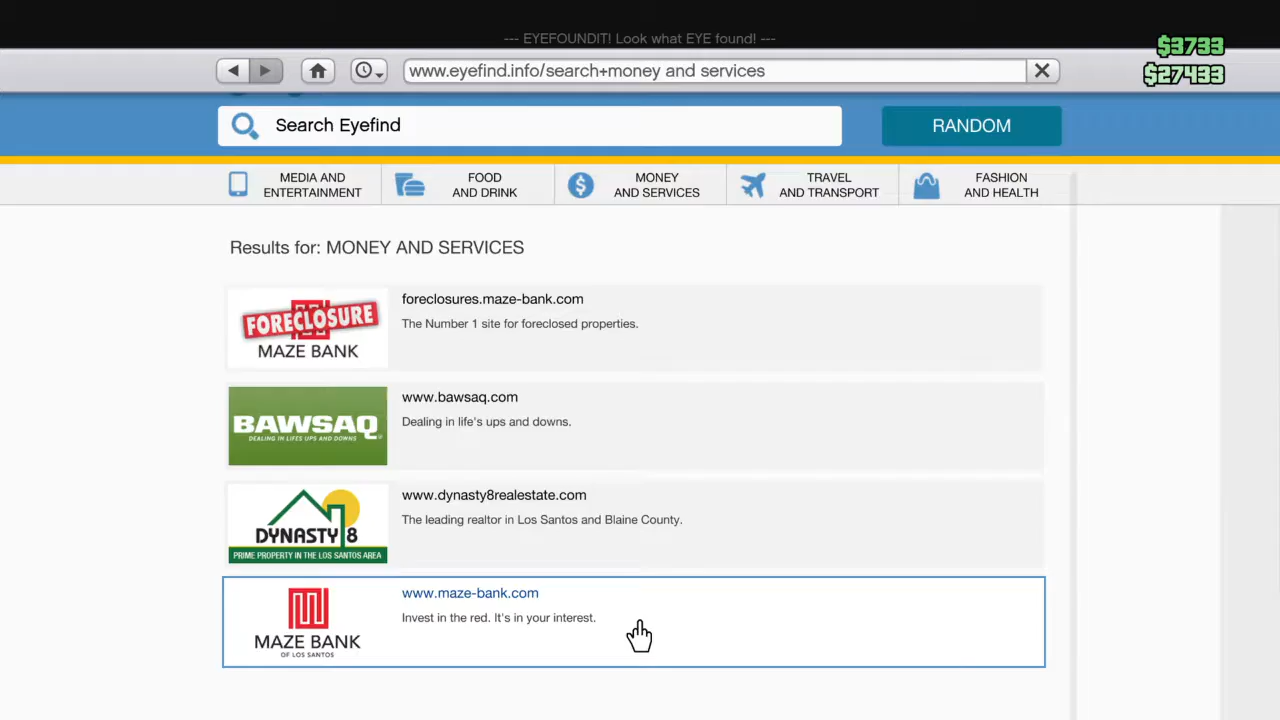 --- EYEFOUNDIT! Look what EYE found! ---
$3733
www.eyefind.info/search+money and services
$27433
Search Eyefind
RANDOM
MEDIA AND
ENTERTAINMENT
FOOD
AND DRINK
MONEY
AND SERVICES
TRAVEL
AND TRANSPORT
FASHION
AND HEALTH
Results for: MONEY AND SERVICES
FORECLOSURE
MAZE BANK
foreclosures.maze-bank.com
The Number 1 site for foreclosed properties.
BAWSAQ
DEALING IN LIFES UPS AND DOWNS
www.bawsaq.com
Dealing in life's ups and downs.
DYNASTY 8
PRIME PROPERTY IN THE LOS SANTOS AREA
www.dynasty8realestate.com
The leading realtor in Los Santos and Blaine County.
MAZE BANK
OF LOS SANTOS
www.maze-bank.com
Invest in the red. It's in your interest.